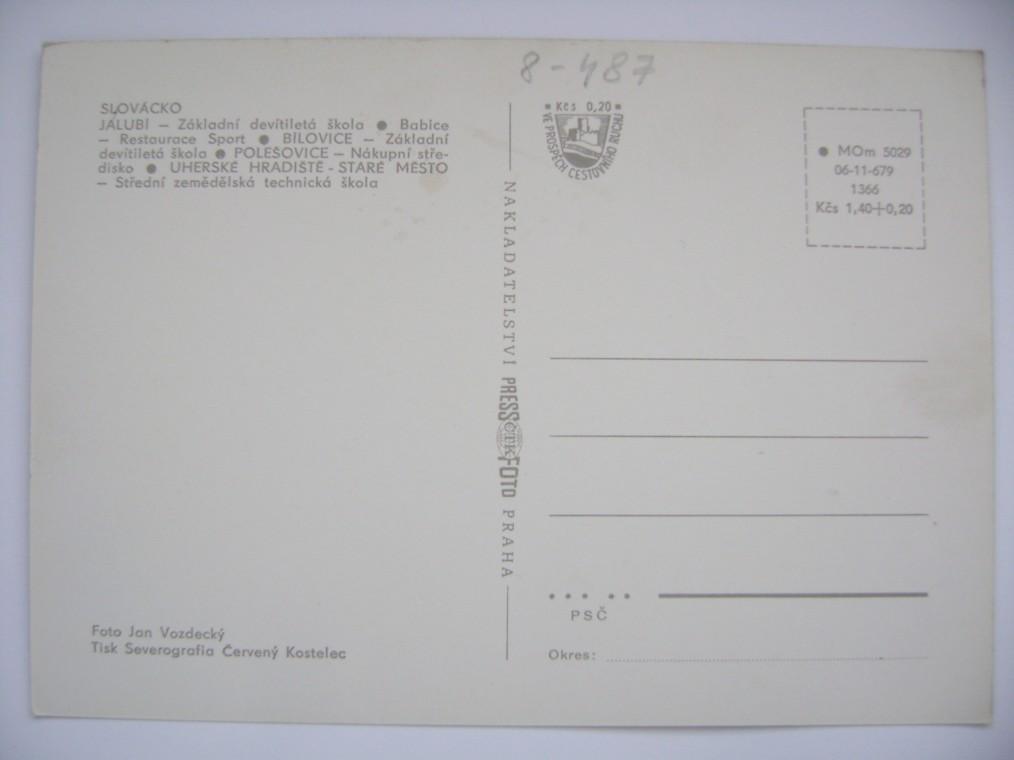 8-487
SLOVÁCKO
JALUBÍ — Základní devítiletá škola ● Babice
— Restaurace Sport ● BÍLOVICE — Základní
devítiletá škola ● POLEŠOVICE — Nákupní stře-
disko ● UHERSKÉ HRADIŠTĚ - STARÉ MĚSTO
— Střední zemědělská technická škola
• Kčs 0,20 •
VE PROSPĚCH CESTOVNÍHO RUCHU
● MOm 5029
06-11-679
1366
Kčs 1,40+0,20
NAKLADATELSTVÍ PRESSFOTO PRAHA
ČTK
PSČ
Okres:
Foto Jan Vozdecký
Tisk Severografia Červený Kostelec